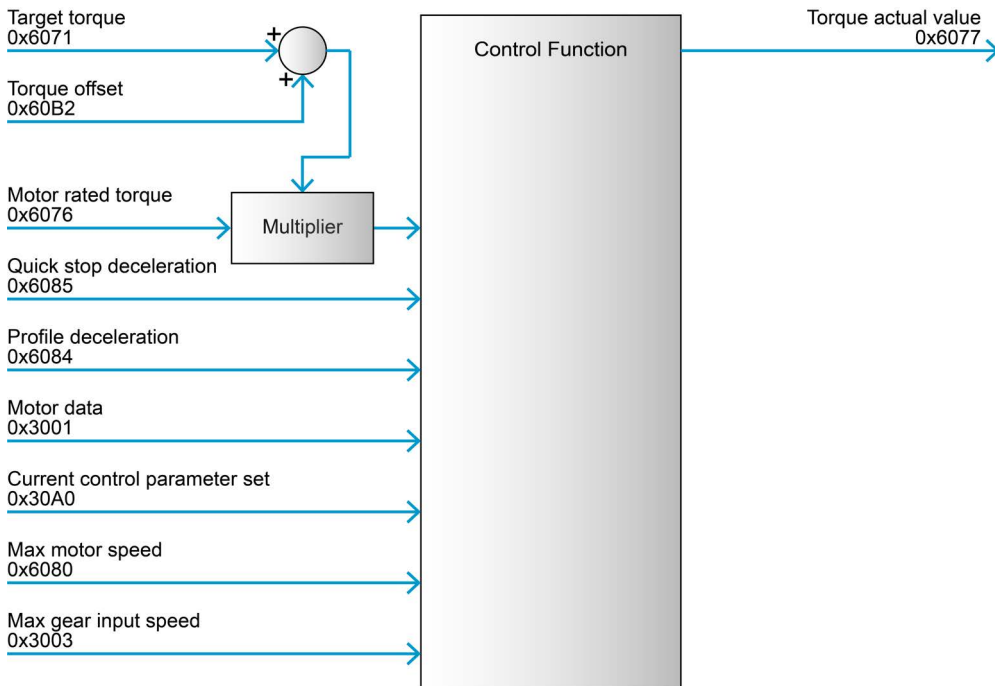 Target torque
0x6071
+
+
Torque offset
0x60B2
Motor rated torque
0x6076
Multiplier
Quick stop deceleration
0x6085
Profile deceleration
0x6084
Motor data
0x3001
Current control parameter set
0x30A0
Max motor speed
0x6080
Max gear input speed
0x3003
Control Function
Torque actual value
0x6077